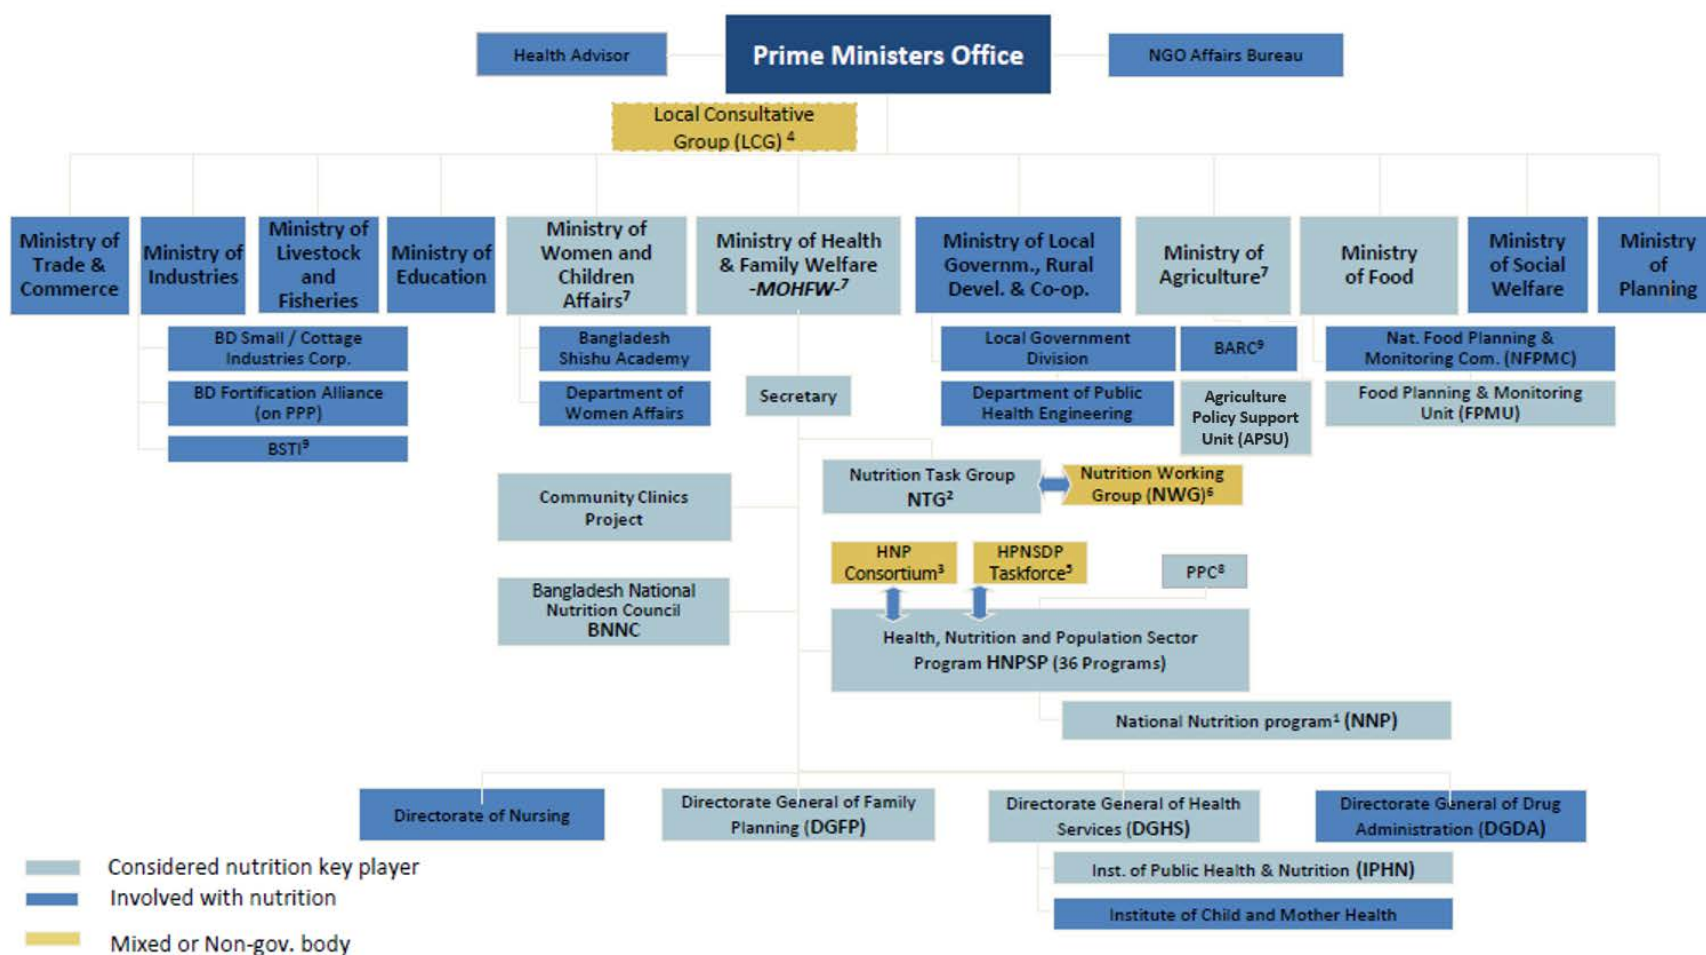 Health Advisor
Prime Ministers Office
NGO Affairs Bureau
Local Consultative
Group (LCG) 4
Ministry of
Trade &
Commerce
Ministry of
Industries
Ministry of
Livestock
and
Fisheries
Ministry of
Education
Ministry of
Women and
Children
Affairs7
Ministry of Health
& Family Welfare
-MOHFW-7
Ministry of Local
Governm., Rural
Devel. & Co-op.
Ministry of
Agriculture7
Ministry
of Food
Ministry
of Social
Welfare
Ministry
of
Planning
BD Small / Cottage
Industries Corp.
BD Fortification Alliance
(on PPP)
BSTI9
Bangladesh
Shishu Academy
Department of
Women Affairs
Secretary
Local Government
Division
Department of Public
Health Engineering
BARC9
Agriculture
Policy Support
Unit (APSU)
Nat. Food Planning &
Monitoring Com. (NFPMC)
Food Planning & Monitoring
Unit (FPMU)
Community Clinics
Project
Nutrition Task Group
NTG2
Nutrition Working
Group (NWG)6
Bangladesh National
Nutrition Council
BNNC
HNP
Consortium3
HPNSDP
Taskforce5
PPC8
Health, Nutrition and Population Sector
Program HNPSP (36 Programs)
National Nutrition program1 (NNP)
Directorate of Nursing
Directorate General of Family
Planning (DGFP)
Directorate General of Health
Services (DGHS)
Directorate General of Drug
Administration (DGDA)
Inst. of Public Health & Nutrition (IPHN)
Institute of Child and Mother Health
Considered nutrition key player
Involved with nutrition
Mixed or Non-gov. body